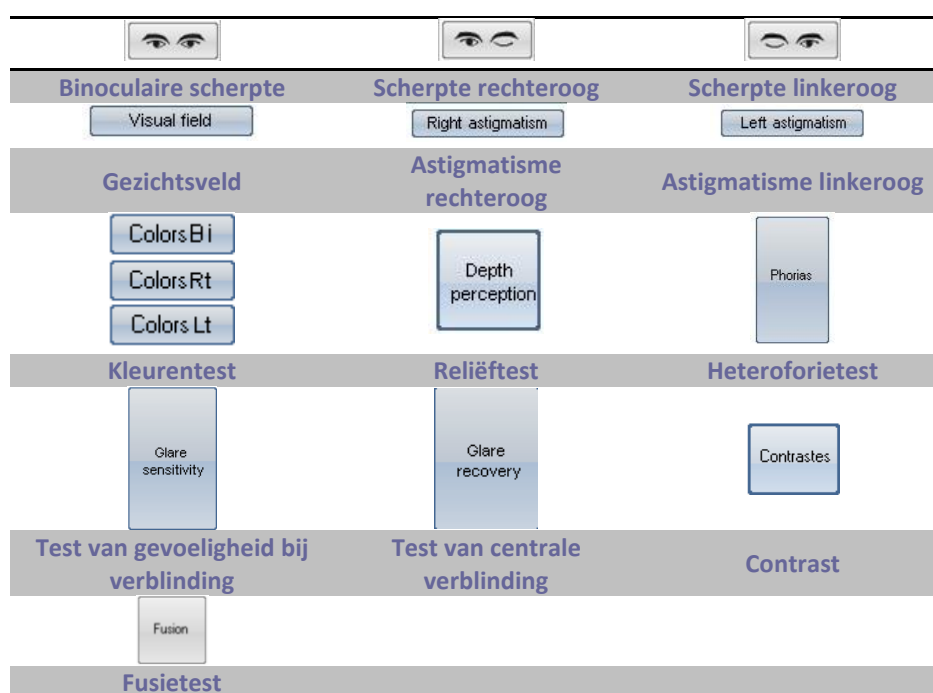 Binoculaire scherpte
Scherpte rechteroog
Scherpte linkeroog
Visual field
Right astigmatism
Left astigmatism
Gezichtsveld
Astigmatisme
rechteroog
Astigmatisme linkeroog
Colors Bi
Colors Rt
Colors Lt
Depth
perception
Phorias
Kleurentest
Reliëftest
Heteroforietest
Glare
sensitivity
Glare
recovery
Contrastes
Test van gevoeligheid bij
verblinding
Test van centrale
verblinding
Contrast
Fusion
Fusietest